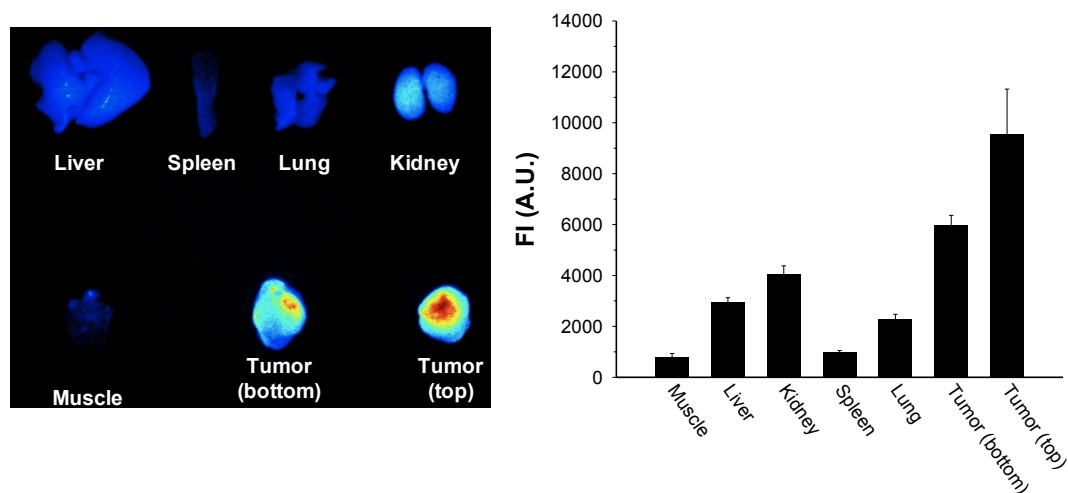 Liver Spleen Lung Kidney
Muscle
Tumor
(bottom)
Tumor
(top)
FI (A.U.)
14000
12000
10000
8000
6000
4000
2000
0
Muscle
Liver
Kidney
Spleen
Lung
Tumor (bottom)
Tumor (top)